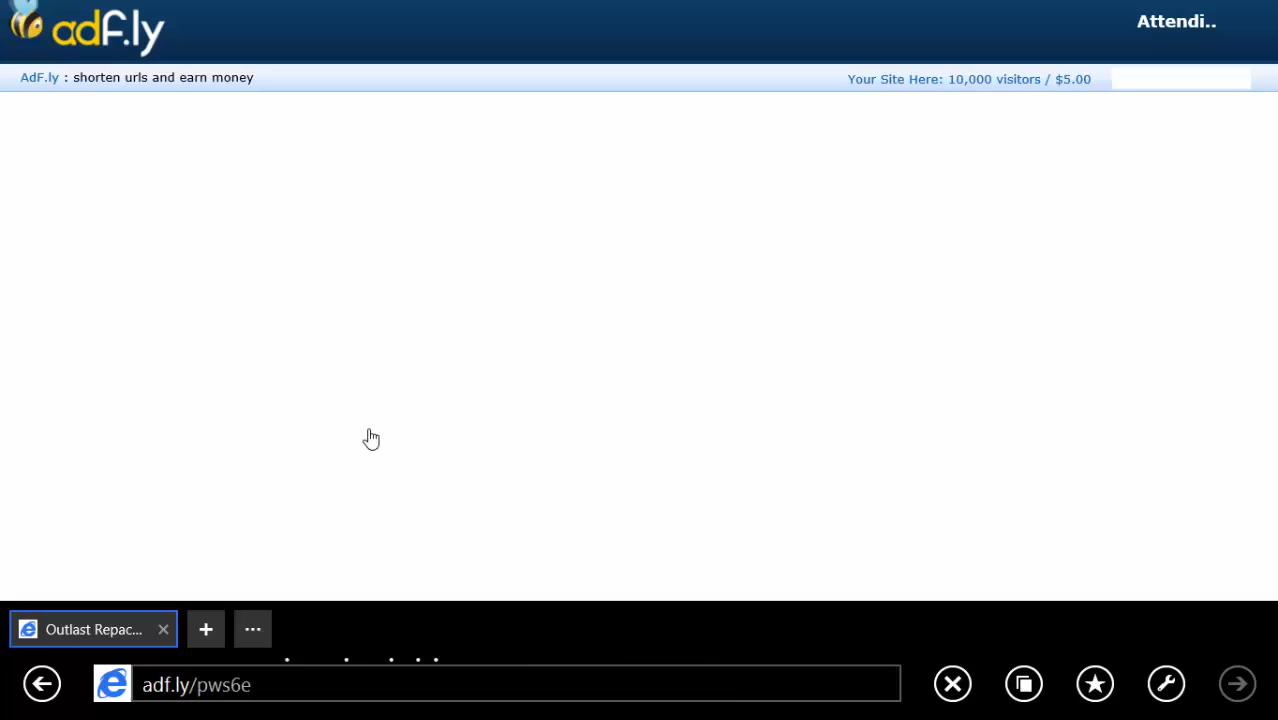 adf.ly
Attendi..
AdF.ly : shorten urls and earn money
Your Site Here: 10,000 visitors / $5.00
Outlast Repac...
adf.ly/pws6e